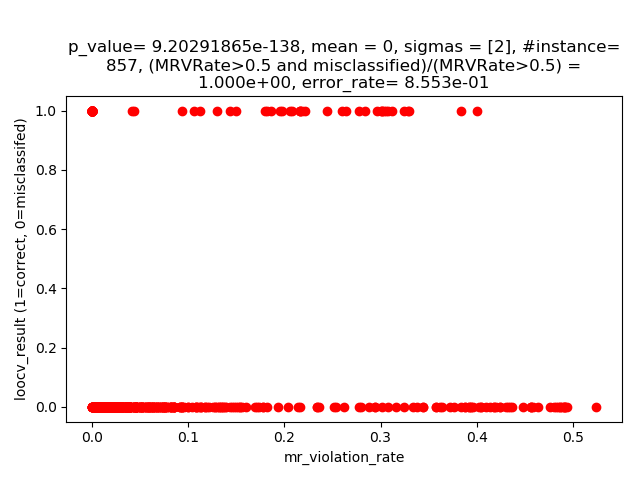 p_value= 9.20291865e-138, mean = 0, sigmas = [2], #instance=
857, (MRVRate>0.5 and misclassified)/(MRVRate>0.5) =
1.000e+00, error_rate= 8.553e-01
loocv_result (1=correct, 0=misclassifed)
1.0
0.8
0.6
0.4
0.2
0.0
0.0 0.1 0.2 0.3 0.4 0.5
mr_violation_rate